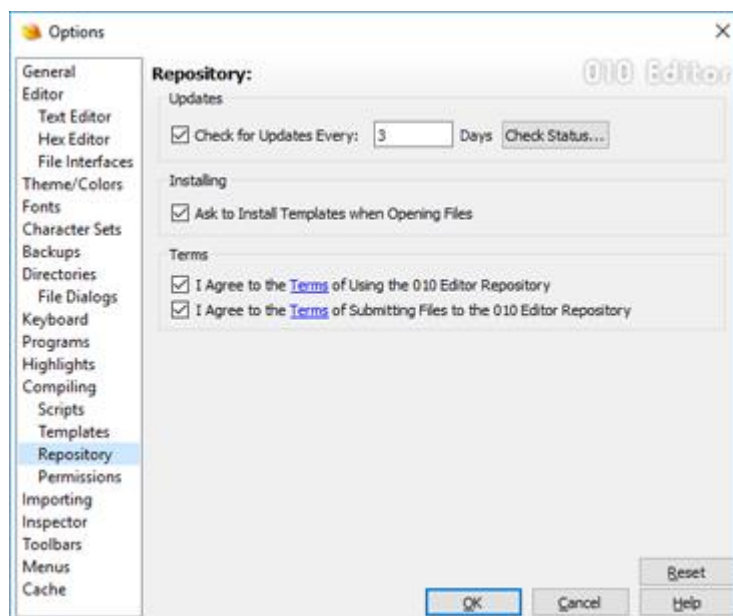 Options
General
Editor
Text Editor
Hex Editor
File Interfaces
Theme/Colors
Fonts
Character Sets
Backups
Directories
File Dialogs
Keyboard
Programs
Highlights
Compiling
Scripts
Templates
Repository
Permissions
Importing
Inspector
Toolbars
Menus
Cache
Repository:
010 Editor
Updates
Check for Updates Every: 3 Days Check Status...
Installing
Ask to Install Templates when Opening Files
Terms
I Agree to the Terms of Using the 010 Editor Repository
I Agree to the Terms of Submitting Files to the 010 Editor Repository
Reset
OK Cancel Help